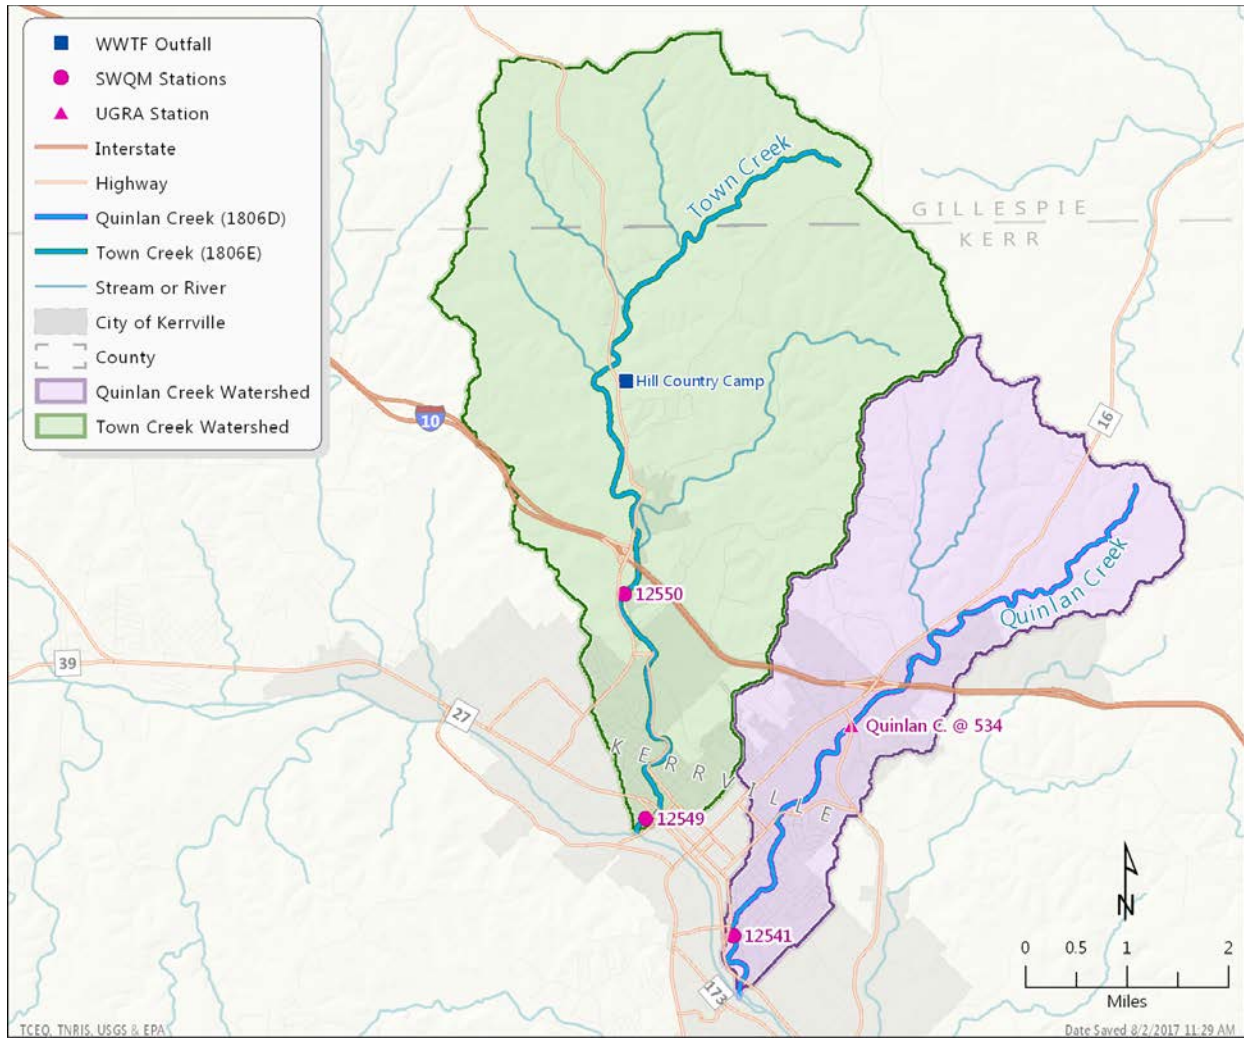 WWTF Outfall
SWQM Stations
UGRA Station
Interstate
Highway
Quinlan Creek (1806D)
Town Creek (1806E)
Stream or River
City of Kerrville
County
Quinlan Creek Watershed
Town Creek Watershed
Town Creek
GILLESPIE
KERR
Hill Country Camp
10
16
Quinlan Creek
12550
39
27
Quinlan C. @ 534
KERRVILLE
12549
12541
173
N
0 0.5 1 2
Miles
TCEQ, TNRIS, USGS & EPA
Date Saved 8/2/2017 11:29 AM